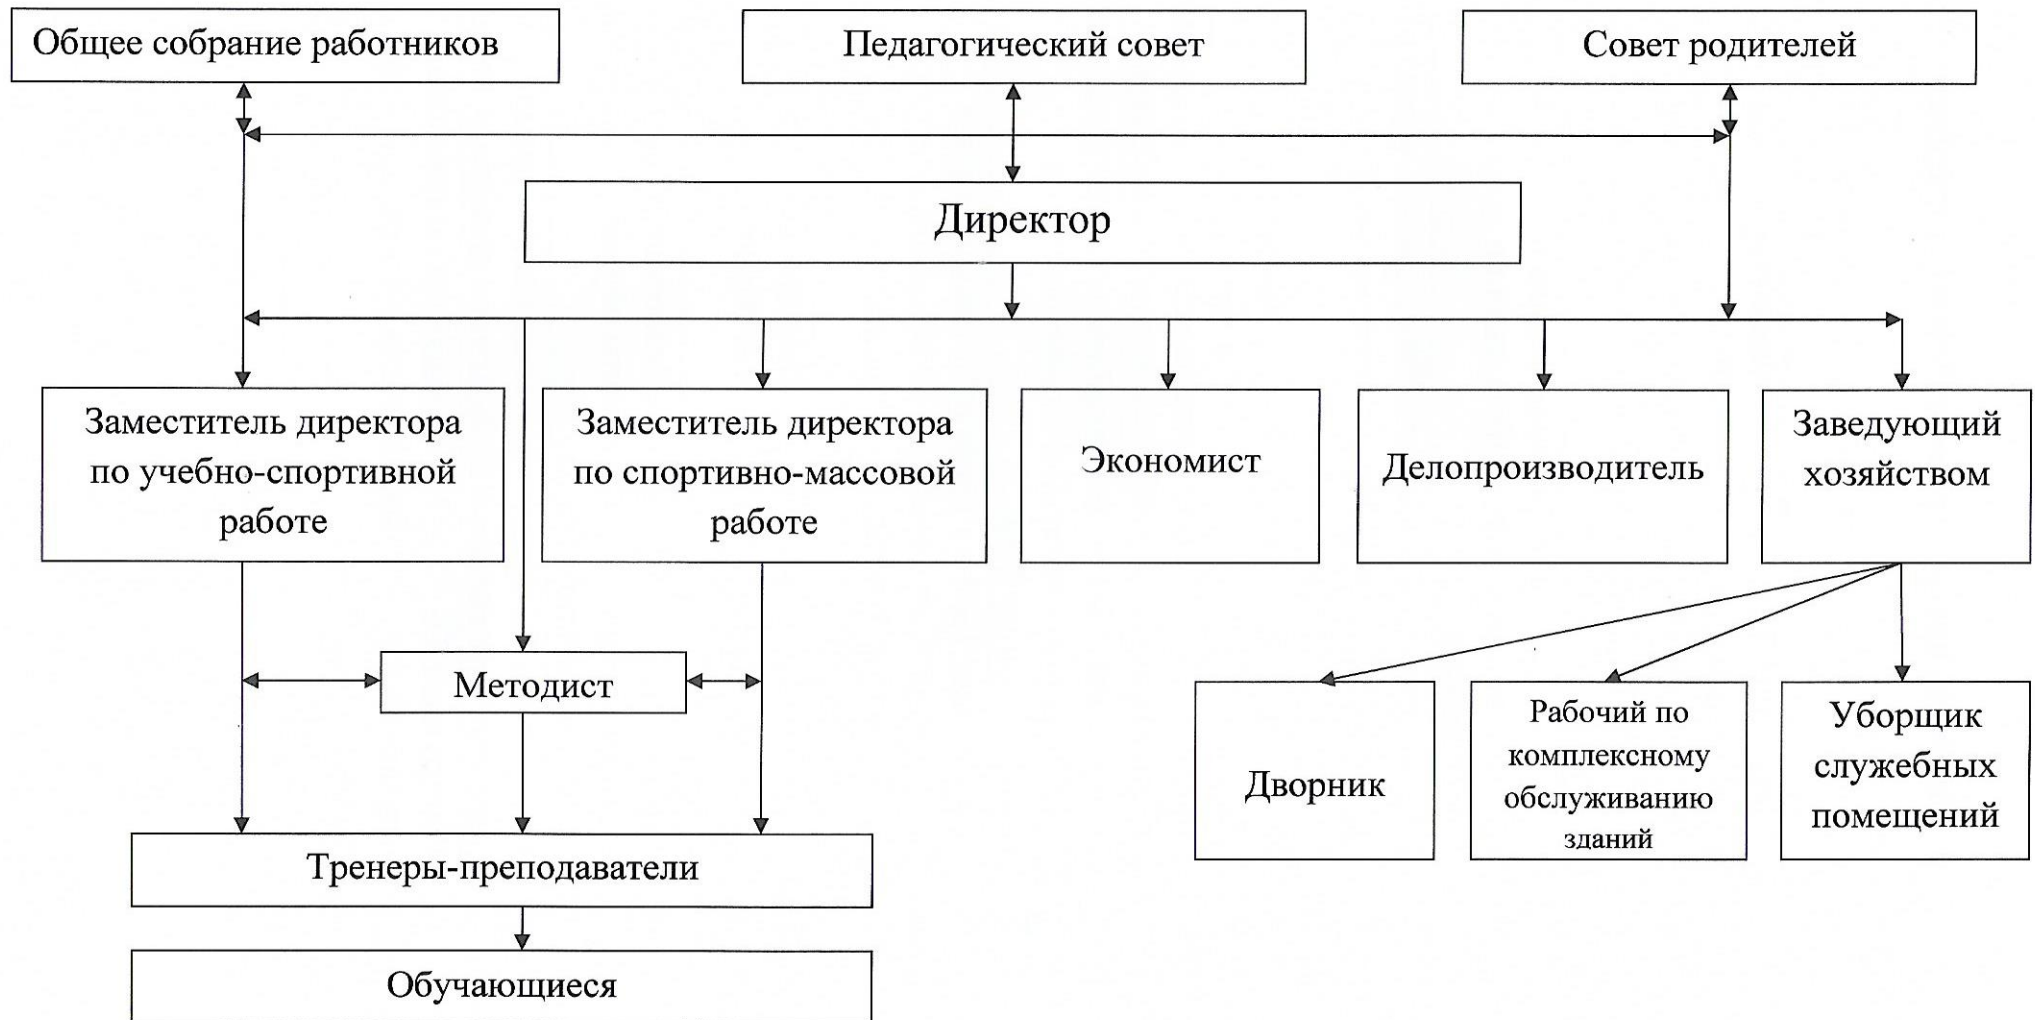 Общее собрание работников
Педагогический совет
Совет родителей
Директор
Заместитель директора
по учебно-спортивной
работе
Заместитель директора
по спортивно-массовой
работе
Экономист
Делопроизводитель
Заведующий
хозяйством
Методист
Дворник
Рабочий по
комплексному
обслуживанию
зданий
Уборщик
служебных
помещений
Тренеры-преподаватели
Обучающиеся